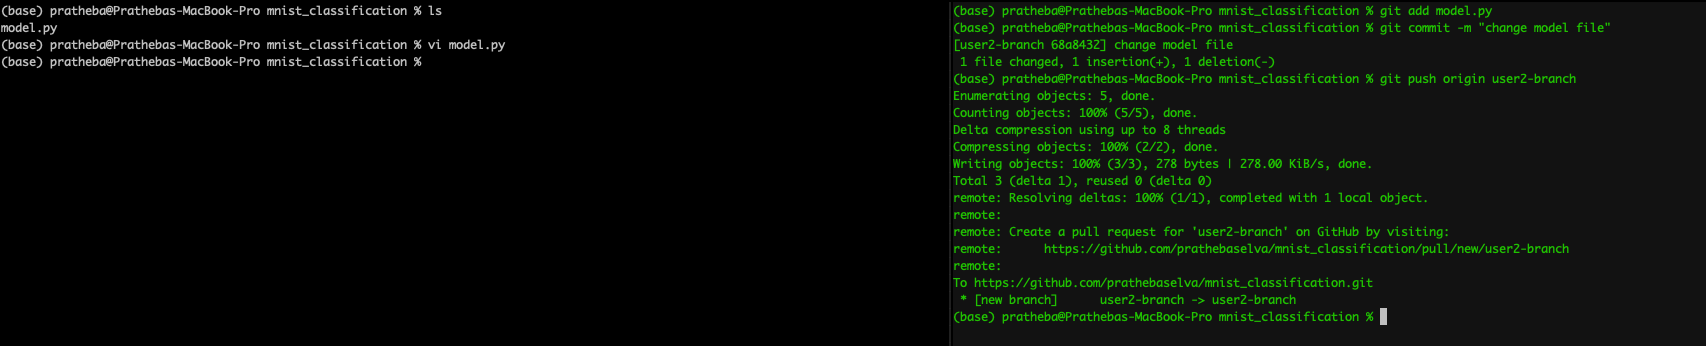 (base) pratheba@Prathebas-MacBook-Pro mnist_classification % ls
model.py
(base) pratheba@Prathebas-MacBook-Pro mnist_classification % vi model.py
(base) pratheba@Prathebas-MacBook-Pro mnist_classification %
(base) pratheba@Prathebas-MacBook-Pro mnist_classification % git add model.py
(base) pratheba@Prathebas-MacBook-Pro mnist_classification % git commit -m "change model file"
[user2-branch 68a8432] change model file
 1 file changed, 1 insertion(+), 1 deletion(-)
(base) pratheba@Prathebas-MacBook-Pro mnist_classification % git push origin user2-branch
Enumerating objects: 5, done.
Counting objects: 100% (5/5), done.
Delta compression using up to 8 threads
Compressing objects: 100% (2/2), done.
Writing objects: 100% (3/3), 278 bytes | 278.00 KiB/s, done.
Total 3 (delta 1), reused 0 (delta 0)
remote: Resolving deltas: 100% (1/1), completed with 1 local object.
remote:
remote: Create a pull request for 'user2-branch' on GitHub by visiting:
remote:      https://github.com/prathebaselva/mnist_classification/pull/new/user2-branch
remote:
To https://github.com/prathebaselva/mnist_classification.git
 * [new branch]      user2-branch -> user2-branch
(base) pratheba@Prathebas-MacBook-Pro mnist_classification %